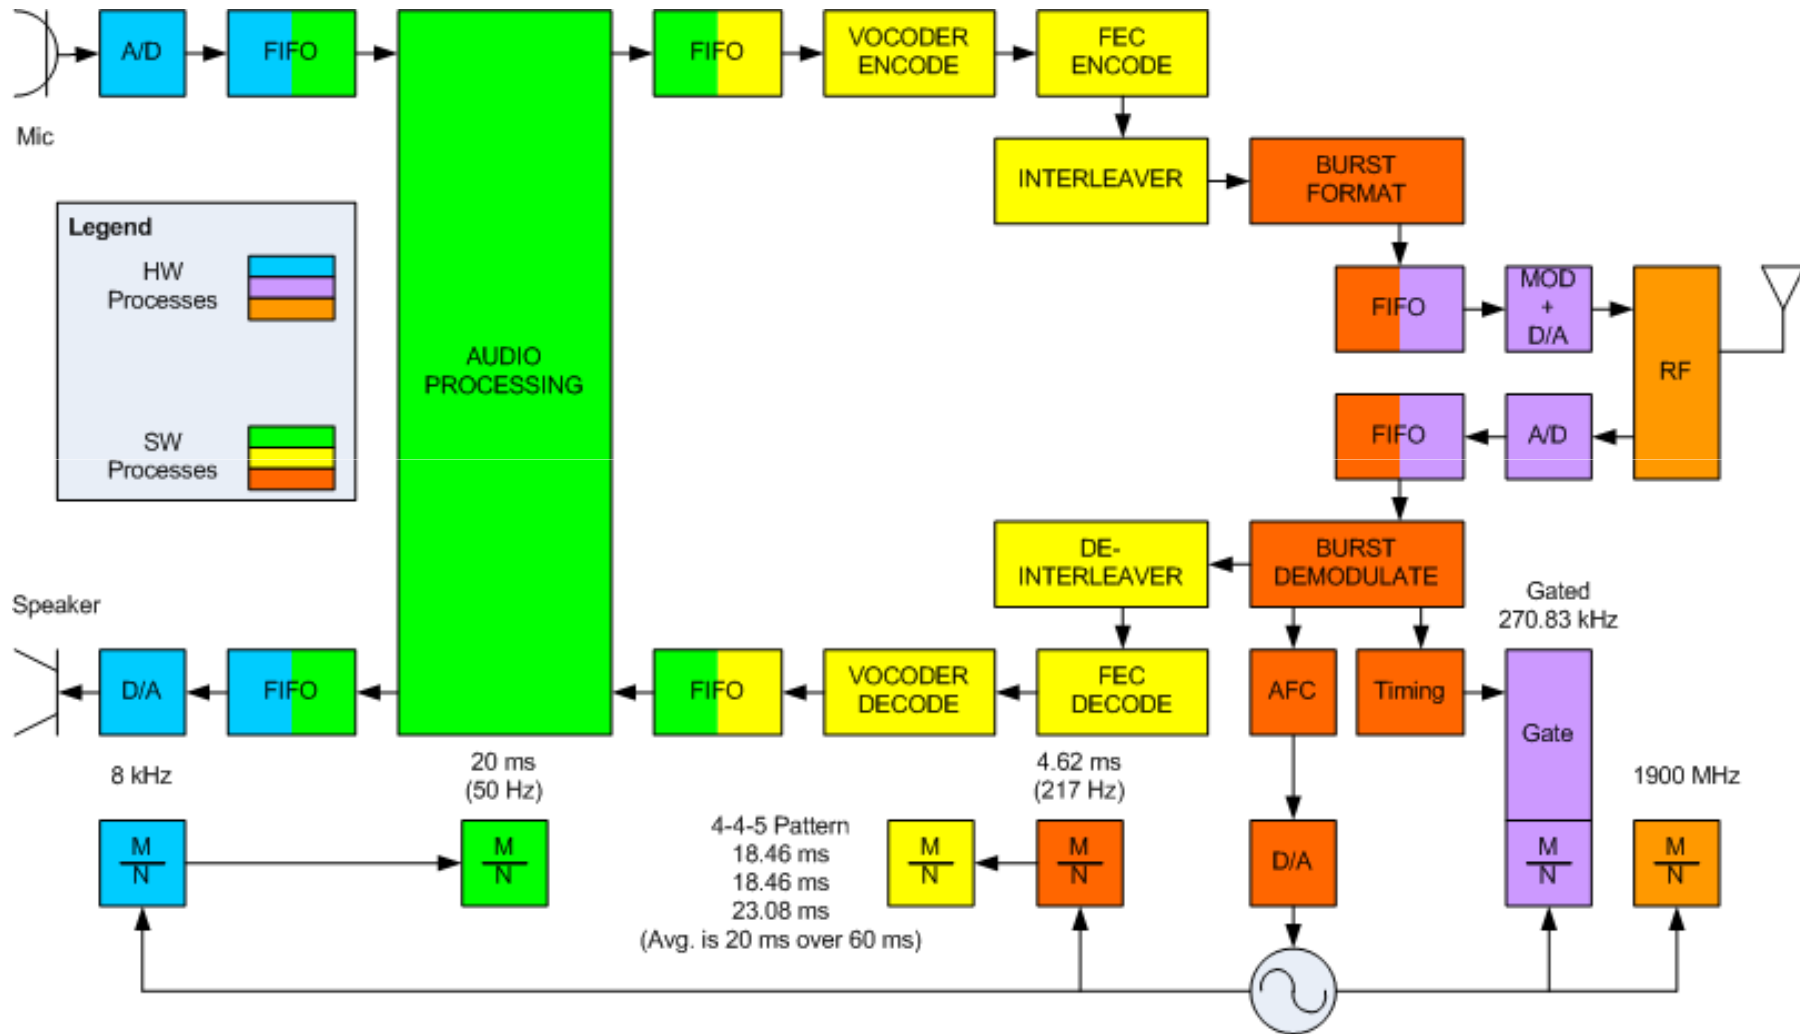 A/D
FIFO
FIFO
VOCODER
ENCODE
FEC
ENCODE
Mic
INTERLEAVER
BURST
FORMAT
Legend
HW
Processes
SW
Processes
AUDIO
PROCESSING
FIFO
MOD
+
D/A
RF
FIFO
A/D
DE-
INTERLEAVER
BURST
DEMODULATE
Gated
270.83 kHz
Speaker
D/A
FIFO
FIFO
VOCODER
DECODE
FEC
DECODE
AFC
Timing
Gate
8 kHz
20 ms
(50 Hz)
4.62 ms
(217 Hz)
1900 MHz
4-4-5 Pattern
18.46 ms
18.46 ms
23.08 ms
(Avg. is 20 ms over 60 ms)
M
N
M
N
M
N
M
N
D/A
M
N
M
N